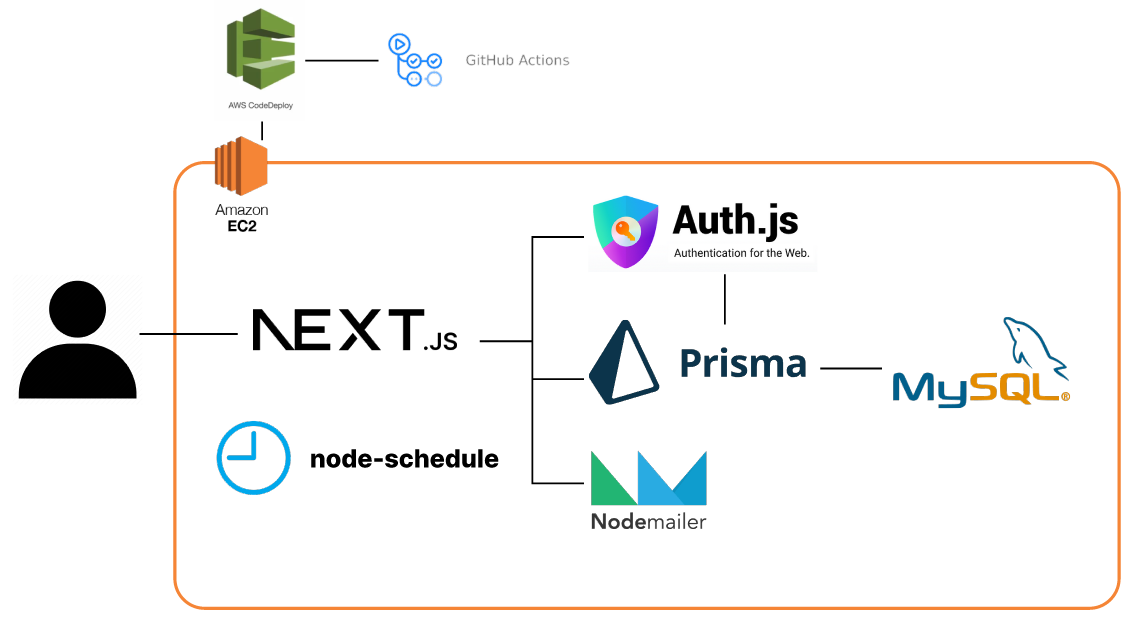 AWS CodeDeploy
GitHub Actions
Amazon
EC2
Auth.js
Authentication for the Web.
NEXT.JS
Prisma
MySQL®
node-schedule
Nodemailer